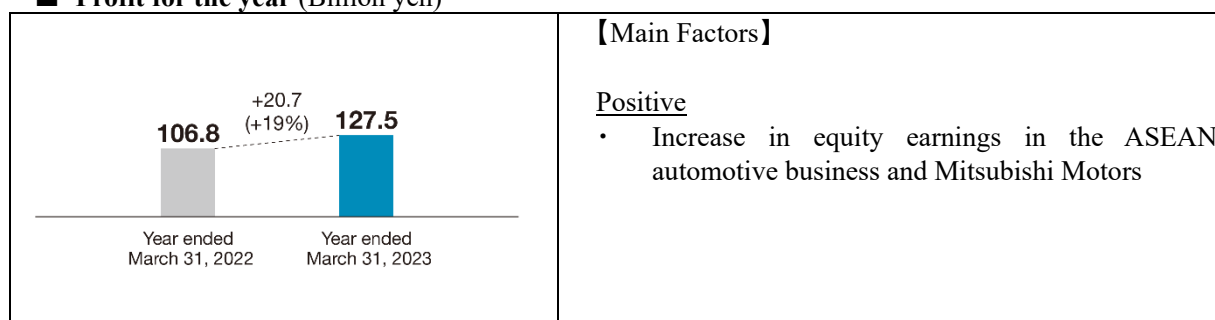 ■ Profit for the year (Billion yen)
+20.7
(+19%)
106.8
127.5
Year ended
March 31, 2022
Year ended
March 31, 2023
【Main Factors】
Positive
・ Increase in equity earnings in the ASEAN
automotive business and Mitsubishi Motors